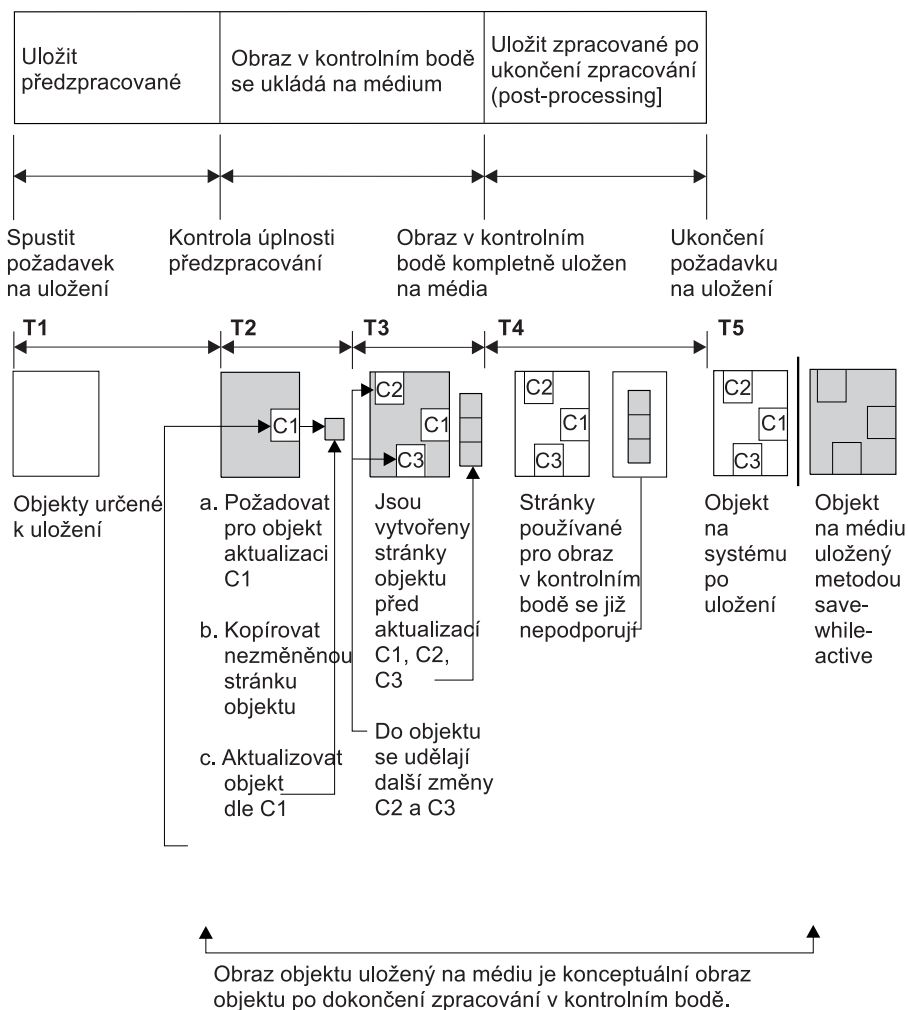 Uložit
předzpracované
Obraz v kontrolním bodě
se ukládá na médium
Uložit zpracované po
ukončení zpracování
(post-processing]
Spustit
požadavek
na uložení
Kontrola úplnosti
předzpracování
Obraz v kontrolním
bodě kompletně uložen
na média
Ukončení
požadavku
na uložení
T1
T2
T3
T4
T5
C1
C2
C1
C3
C2
C1
C3
C2
C1
C3
Objekty určené
k uložení
a. Požadovat
pro objekt
aktualizaci
C1
b. Kopírovat
nezměněnou
stránku
objektu
c. Aktualizovat
objekt
dle C1
Jsou
vytvořeny
stránky
objektu
před
aktualizací
C1, C2,
C3
Do objektu
se udělají
další změny
C2 a C3
Stránky
používané
pro obraz
v kontrolním
bodě se již
nepodporují
Objekt
na
systému
po
uložení
Objekt
na médiu
uložený
metodou
save-
while-
active
Obraz objektu uložený na médiu je konceptuální obraz
objektu po dokončení zpracování v kontrolním bodě.